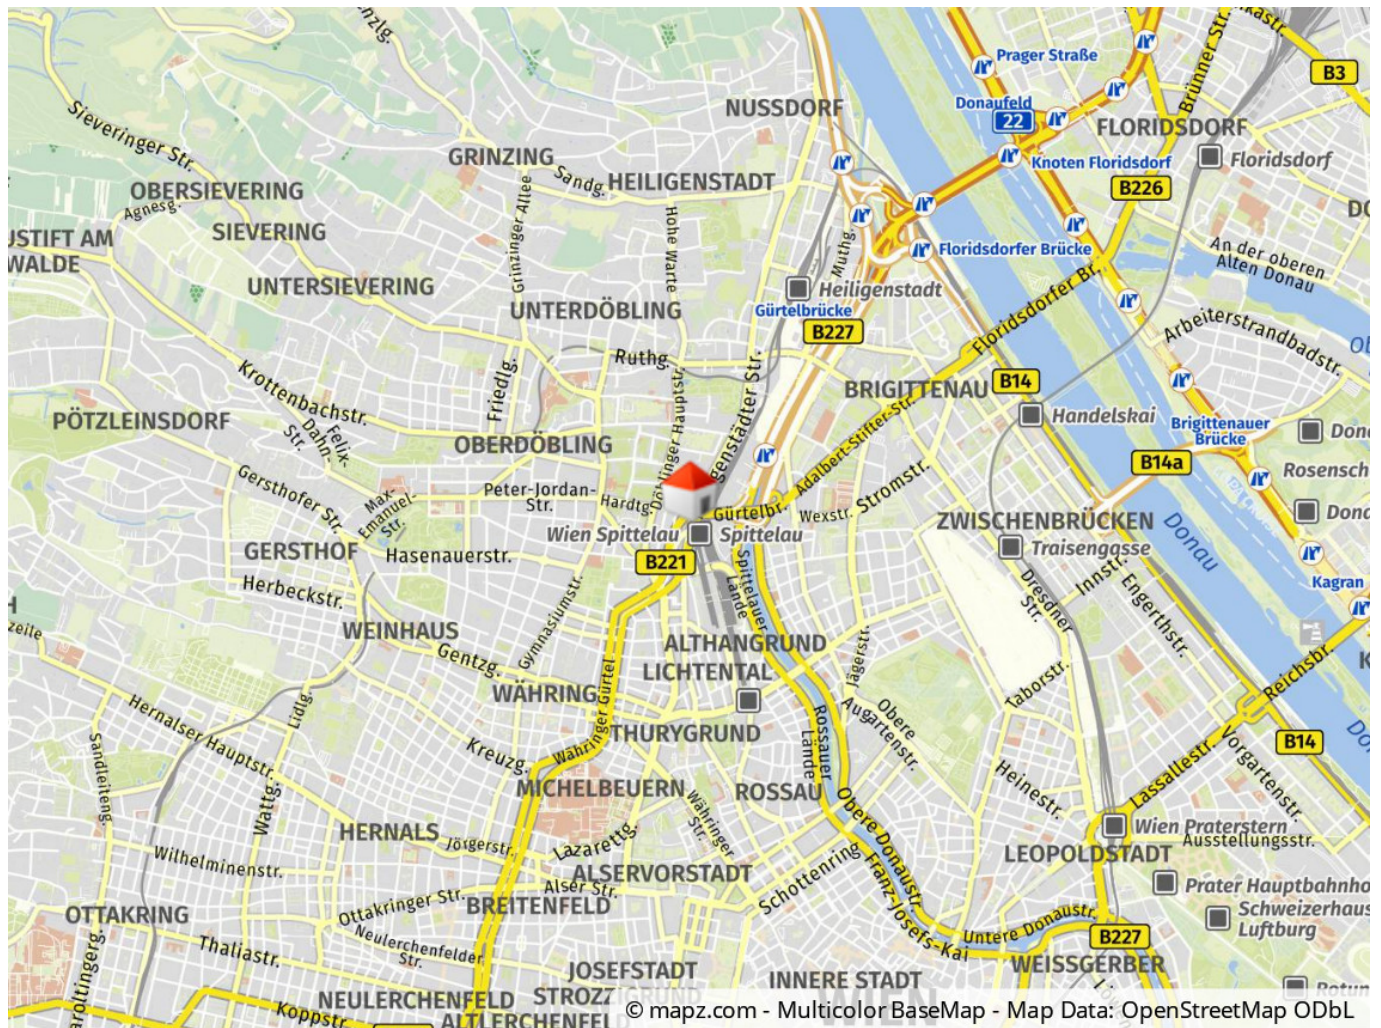 Prager Straße
Brünner Str.
B3
NUSSDORF
Donaufeld
22
FLORIDSDORF
Sieveringer Str.
GRINZING
Knoten Floridsdorf
Floridsdorf
OBERSIEVERING
Sandg.
HEILIGENSTADT
B226
Agnesg.
Grinzinger Allee
Hohe Warte
SIEVERING
Muthg.
Floridsdorfer Brücke
An der oberen
Alten Donau
WALDE
UNTERSIEVERING
Heiligenstadt
Floridsdorfer Br.
UNTERDÖBLING
Gürtelbrücke
B227
Arbeiterstrandbadstr.
Ruthg.
Krottenbachstr.
Friedlg.
BRIGITTENAU
B14
PÖTZLEINSDORF
Felix-
Dahn-
Str.
OBERDÖBLING
Adalbert-Stifter-Str.
Handelskai
Brigittenauer
Brücke
B14a
Gersthofer Str.
Max-
Emanuel-
Str.
Peter-Jordan-
Str.
Hardtg.
Gürtelbr.
Wexstr.
Stromstr.
ZWISCHENBRÜCKEN
Donau
GERSTHOF
Hasenauerstr.
Wien Spittelau
Spittelau
Traisengasse
B221
Herbeckstr.
Gymnasiumstr.
Spittelauer
Lände
Dresdner
Str.
Innstr.
Engerthstr.
Kagran
WEINHAUS
ALTHANGRUND
Gentzg.
LICHTENTAL
Jägerstr.
Reichsbr.
WÄHRING
Währinger Gürtel
Taborstr.
Hernalser Hauptstr.
Lidlg.
Obere
Augartenstr.
THURYGRUND
Rossauer
Lände
B14
Sandleiteng.
Kreuzg.
Lassallestr.
Vorgartenstr.
Wattg.
MICHELBEUERN
ROSSAU
Heinestr.
Währinger
Str.
Obere Donaustr.
HERNALS
Jörgerstr.
Lazarettg.
Wien Praterstern
Ausstellungsstr.
Wilhelminenstr.
LEOPOLDSTADT
ALSERVORSTADT
Schottenring
Franz-Josefs-Kai
Alser Str.
Ottakringer Str.
BREITENFELD
OTTAKRING
Schweizerhaus
Luftburg
Neulerchenfelder
Str.
Untere Donaustr.
B227
Thaliastr.
WEISSGERBER
JOSEFSTADT
INNERE STADT
NEULERCHENFELD
Koppstr.
© mapz.com - Multicolor BaseMap - Map Data: OpenStreetMap ODbL